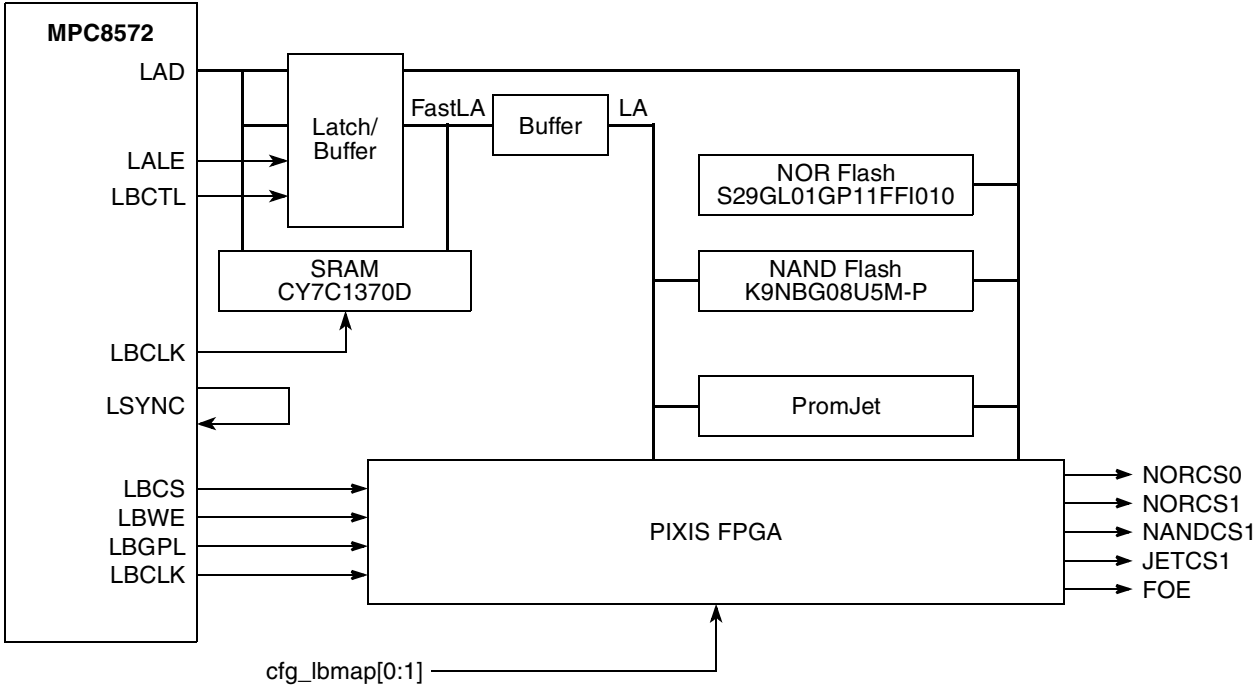 MPC8572
LAD
LALE
LBCTL
LBCLK
LSYNC
LBCS
LBWE
LBGPL
LBCLK
Latch/
Buffer
FastLA
Buffer
LA
SRAM
CY7C1370D
NOR Flash
S29GL01GP11FFI010
NAND Flash
K9NBG08U5M-P
PromJet
PIXIS FPGA
NORCS0
NORCS1
NANDCS1
JETCS1
FOE
cfg_lbmap[0:1]